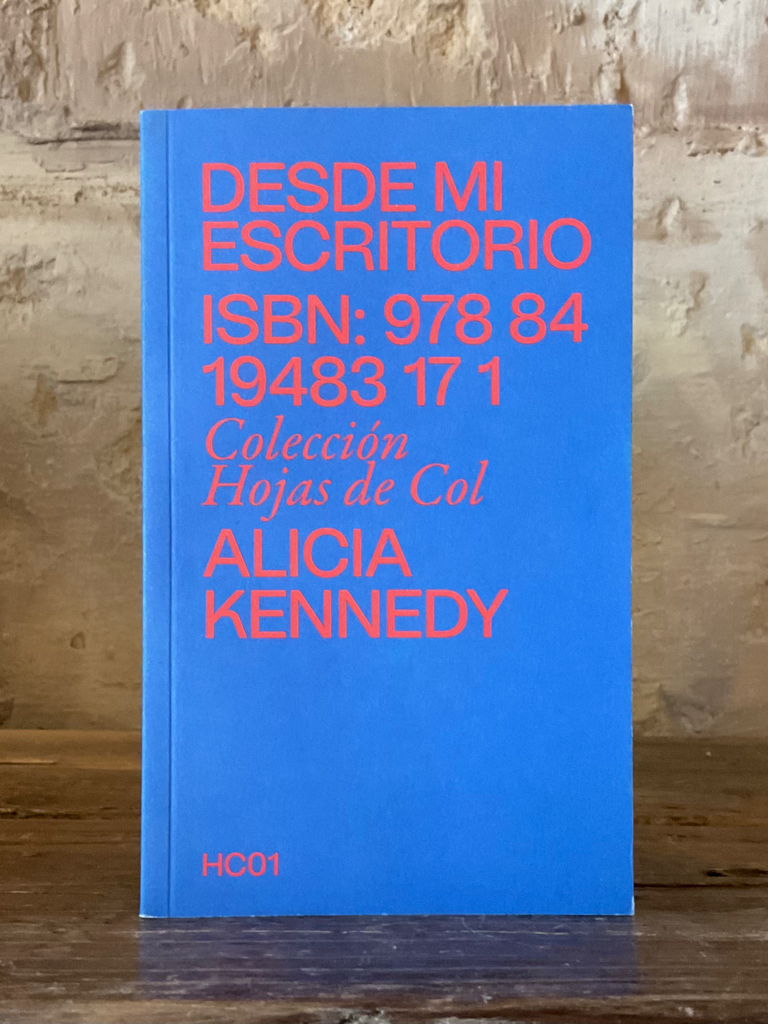 DESDE MI
ESCRITORIO
ISBN: 978 84
19483 17 1
Colección
Hojas de Col
ALICIA
KENNEDY
HC01